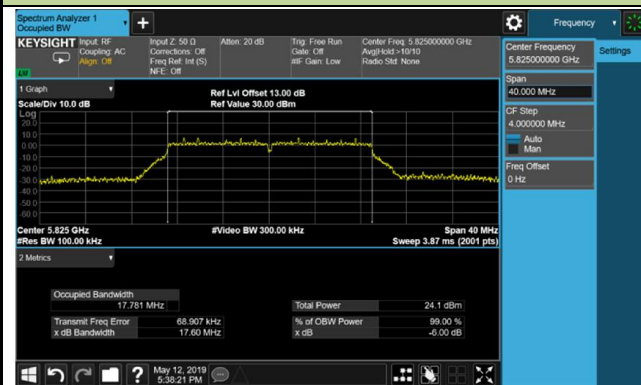 Spectrum Analyzer 1
Occupied BW
Frequency
KEYSIGHT Input: RF
Coupling: AC
Align: Off
Input Z: 50 Ω
Corrections: Off
Freq Ref: Int (S)
NFE: Off
Atten: 20 dB
Trig: Free Run
Gate: Off
#IF Gain: Low
Center Freq: 5.825000000 GHz
Avg|Hold:>10/10
Radio Std: None
Center Frequency
5.825000000 GHz
Settings
Span
40.000 MHz
CF Step
4.000000 MHz
Auto
Man
Freq Offset
0 Hz
1 Graph
Scale/Div 10.0 dB
Ref Lvl Offset 13.00 dB
Ref Value 30.00 dBm
Log
20.0
10.0
0.00
-10.0
-20.0
-30.0
-40.0
-50.0
-60.0
Center 5.825 GHz
#Res BW 100.00 kHz
#Video BW 300.00 kHz
Span 40 MHz
Sweep 3.87 ms (2001 pts)
2 Metrics
Occupied Bandwidth
17.781 MHz
Total Power 24.1 dBm
Transmit Freq Error 68.907 kHz
% of OBW Power 99.00 %
x dB Bandwidth 17.60 MHz
x dB -6.00 dB
May 12, 2019
5:38:21 PM